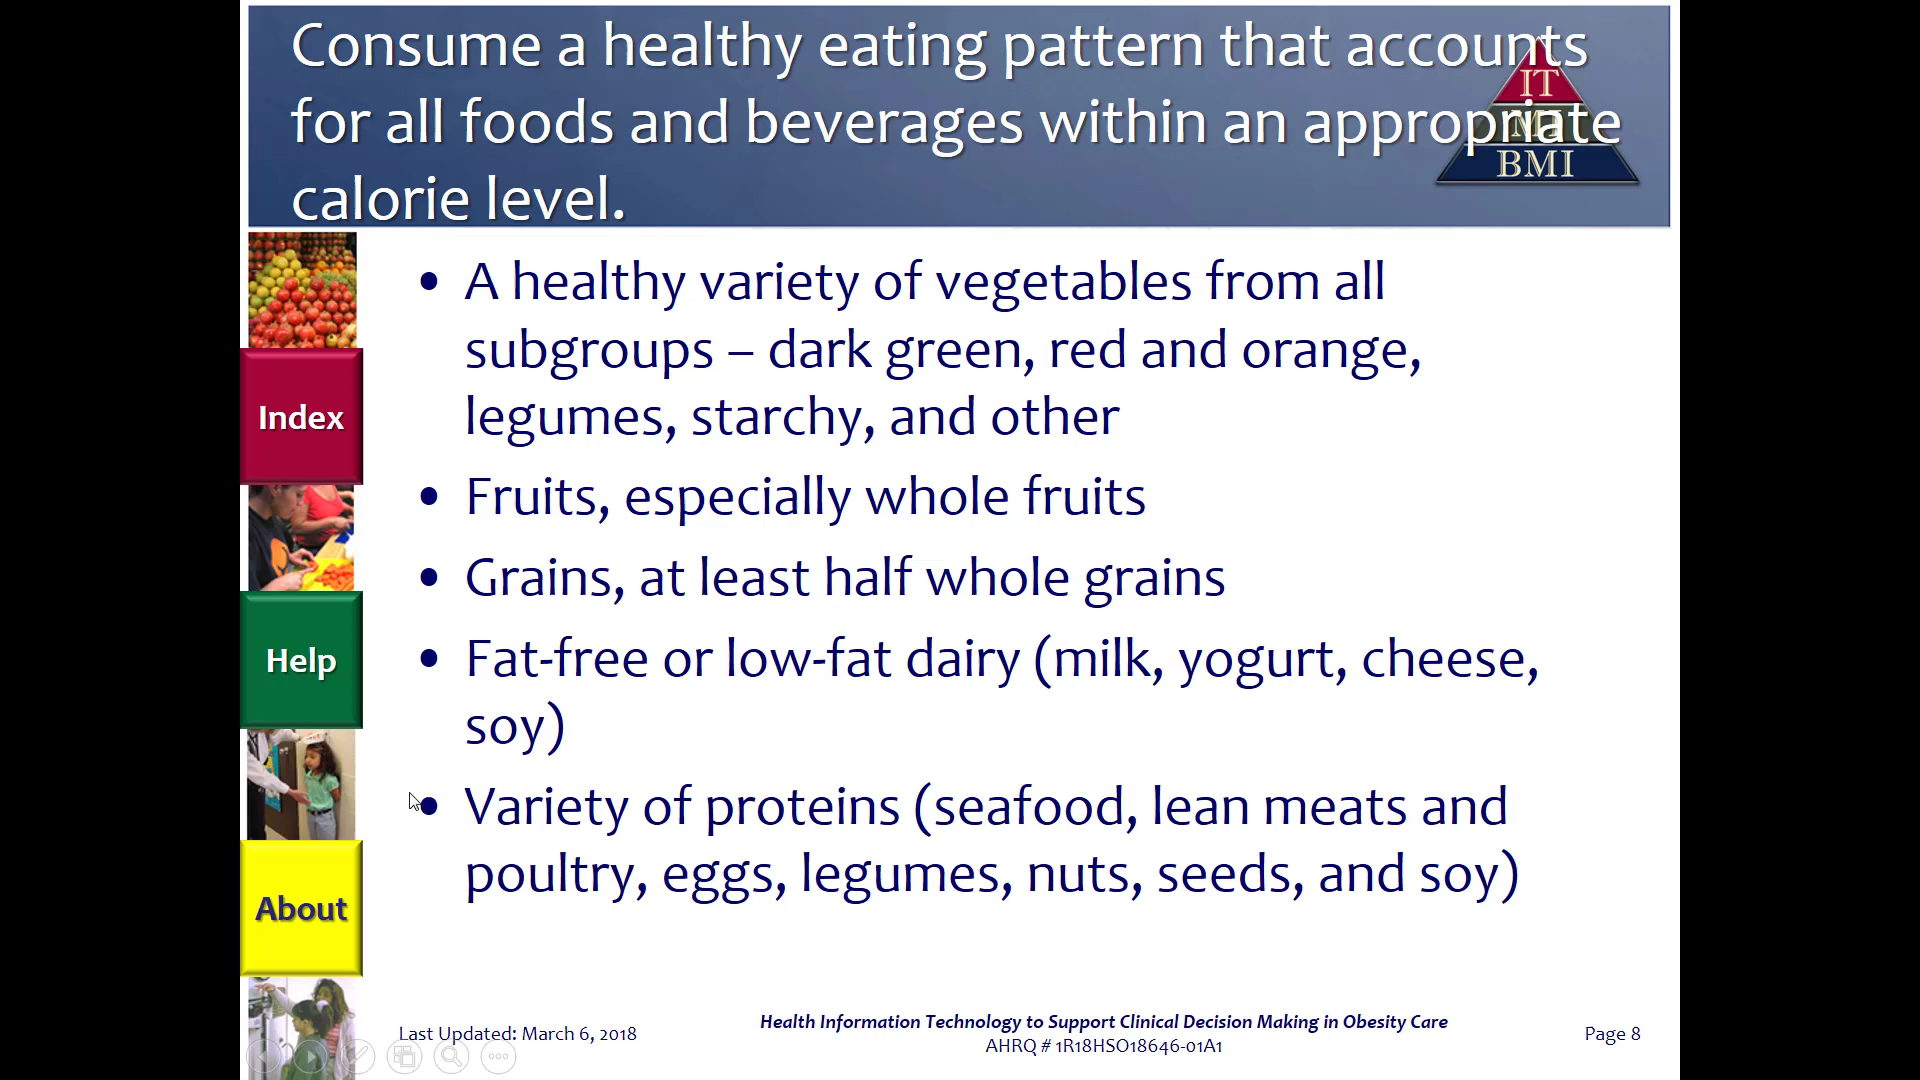 Consume a healthy eating pattern that accounts
for all foods and beverages within an appropriate
calorie level.
IT
BMI
• A healthy variety of vegetables from all
subgroups – dark green, red and orange,
legumes, starchy, and other
• Fruits, especially whole fruits
• Grains, at least half whole grains
• Fat-free or low-fat dairy (milk, yogurt, cheese,
soy)
• Variety of proteins (seafood, lean meats and
poultry, eggs, legumes, nuts, seeds, and soy)
Index
Help
About
Last Updated: March 6, 2018
Health Information Technology to Support Clinical Decision Making in Obesity Care
AHRQ # 1R18HSO18646-01A1
Page 8